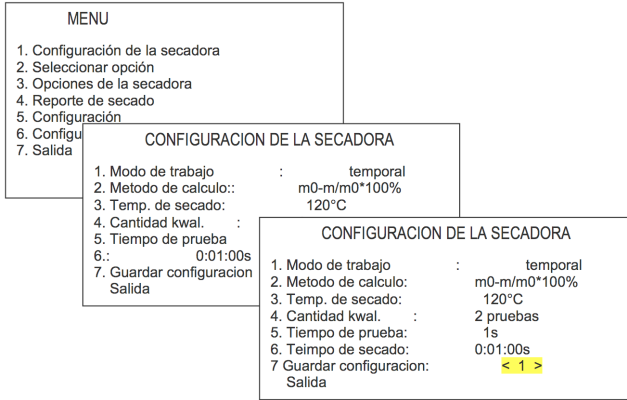 MENU
1. Configuración de la secadora
2. Seleccionar opción
3. Opciones de la secadora
4. Reporte de secado
5. Configuración
6. Configu
7. Salida
CONFIGURACION DE LA SECADORA
1. Modo de trabajo : temporal
2. Metodo de calculo:: m0-m/m0*100%
3. Temp. de secado: 120°C
4. Cantidad kwal. :
5. Tiempo de prueba
6.: 0:01:00s
7. Guardar configuracion
Salida
CONFIGURACION DE LA SECADORA
1. Modo de trabajo : temporal
2. Metodo de calculo: m0-m/m0*100%
3. Temp. de secado: 120°C
4. Cantidad kwal. : 2 pruebas
5. Tiempo de prueba: 1s
6. Teimpo de secado: 0:01:00s
7 Guardar configuracion: < 1 >
Salida